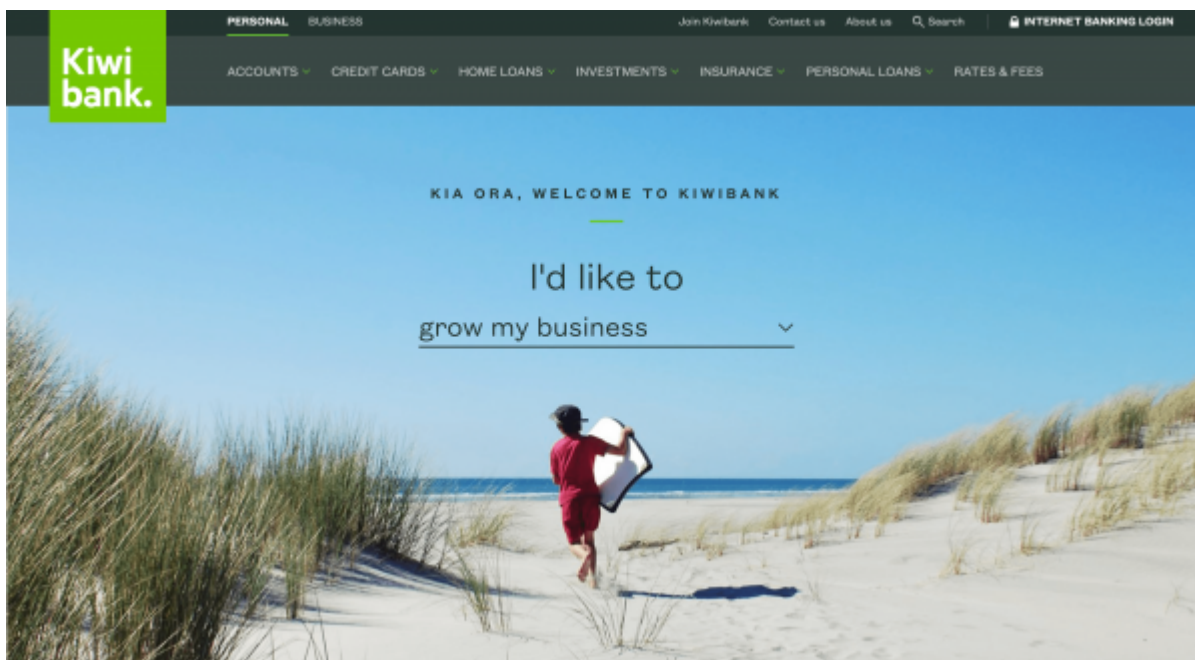 PERSONAL BUSINESS Join Kiwibank Contact us About us Search INTERNET BANKING LOGIN
Kiwi
bank.
ACCOUNTS CREDIT CARDS HOME LOANS INVESTMENTS INSURANCE PERSONAL LOANS RATES & FEES
KIA ORA, WELCOME TO KIWIBANK
I'd like to
grow my business